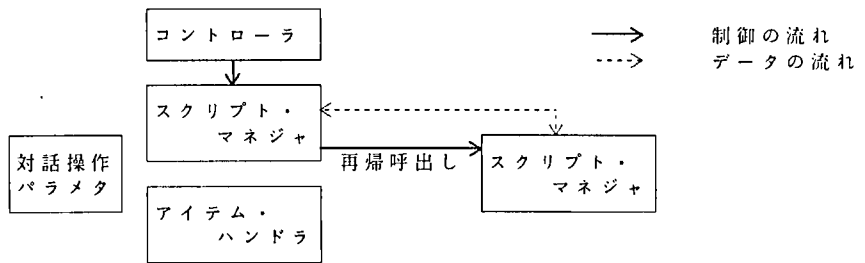 コントローラ
制御の流れ
データの流れ
スクリプト・
マネジャ
再帰呼出し
スクリプト・
マネジャ
対話操作
パラメタ
アイテム・
ハンドラ